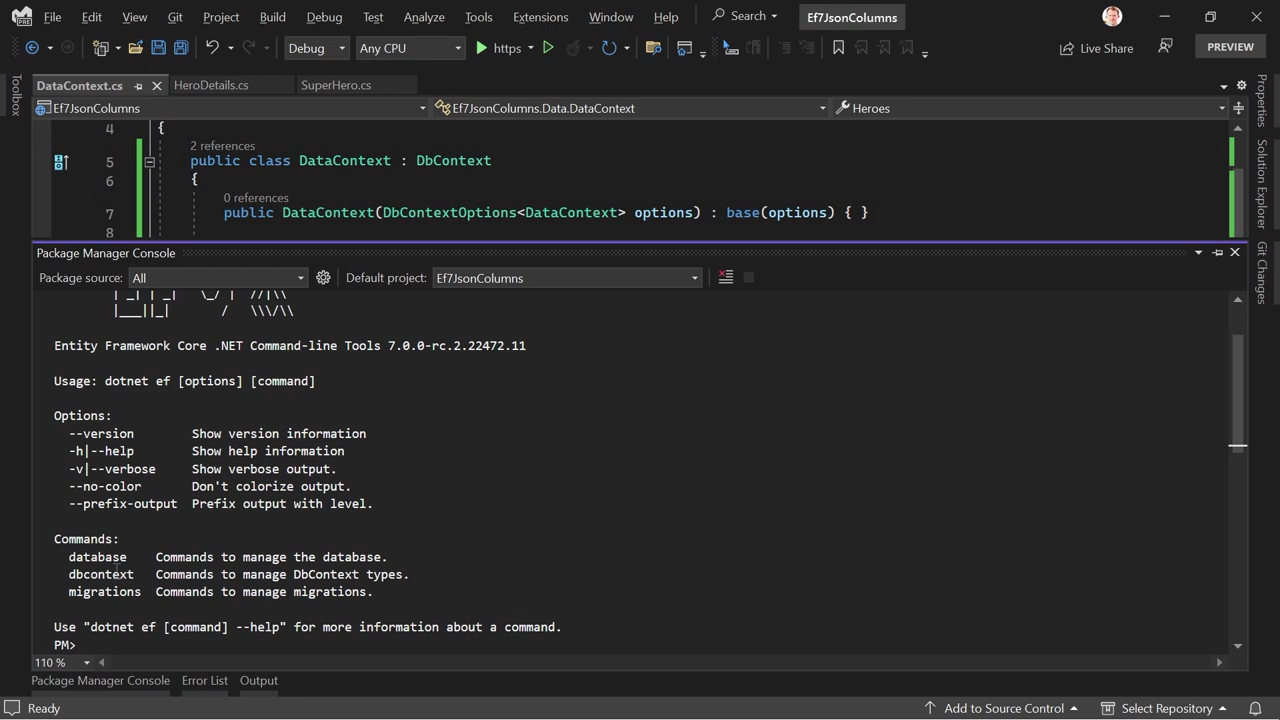 File Edit View Git Project Build Debug Test Analyze Tools Extensions Window Help Search Ef7JsonColumns
Debug Any CPU https Live Share PREVIEW
DataContext.cs HeroDetails.cs SuperHero.cs
Ef7JsonColumns Ef7JsonColumns.Data.DataContext Heroes
Toolbox
Properties
Solution Explorer
Git Changes
4 {
2 references
5 public class DataContext : DbContext
6 {
0 references
7 public DataContext(DbContextOptions<DataContext> options) : base(options) { }
8
Package Manager Console
Package source: All Default project: Ef7JsonColumns
| _| | _|   \_/ |  //|\\
|___||_|       /   \\\/\\
Entity Framework Core .NET Command-line Tools 7.0.0-rc.2.22472.11
Usage: dotnet ef [options] [command]
Options:
--version        Show version information
-h|--help        Show help information
-v|--verbose     Show verbose output.
--no-color       Don't colorize output.
--prefix-output  Prefix output with level.
Commands:
database    Commands to manage the database.
dbcontext   Commands to manage DbContext types.
migrations  Commands to manage migrations.
Use "dotnet ef [command] --help" for more information about a command.
PM>
110 %
Package Manager Console Error List Output
Ready Add to Source Control Select Repository